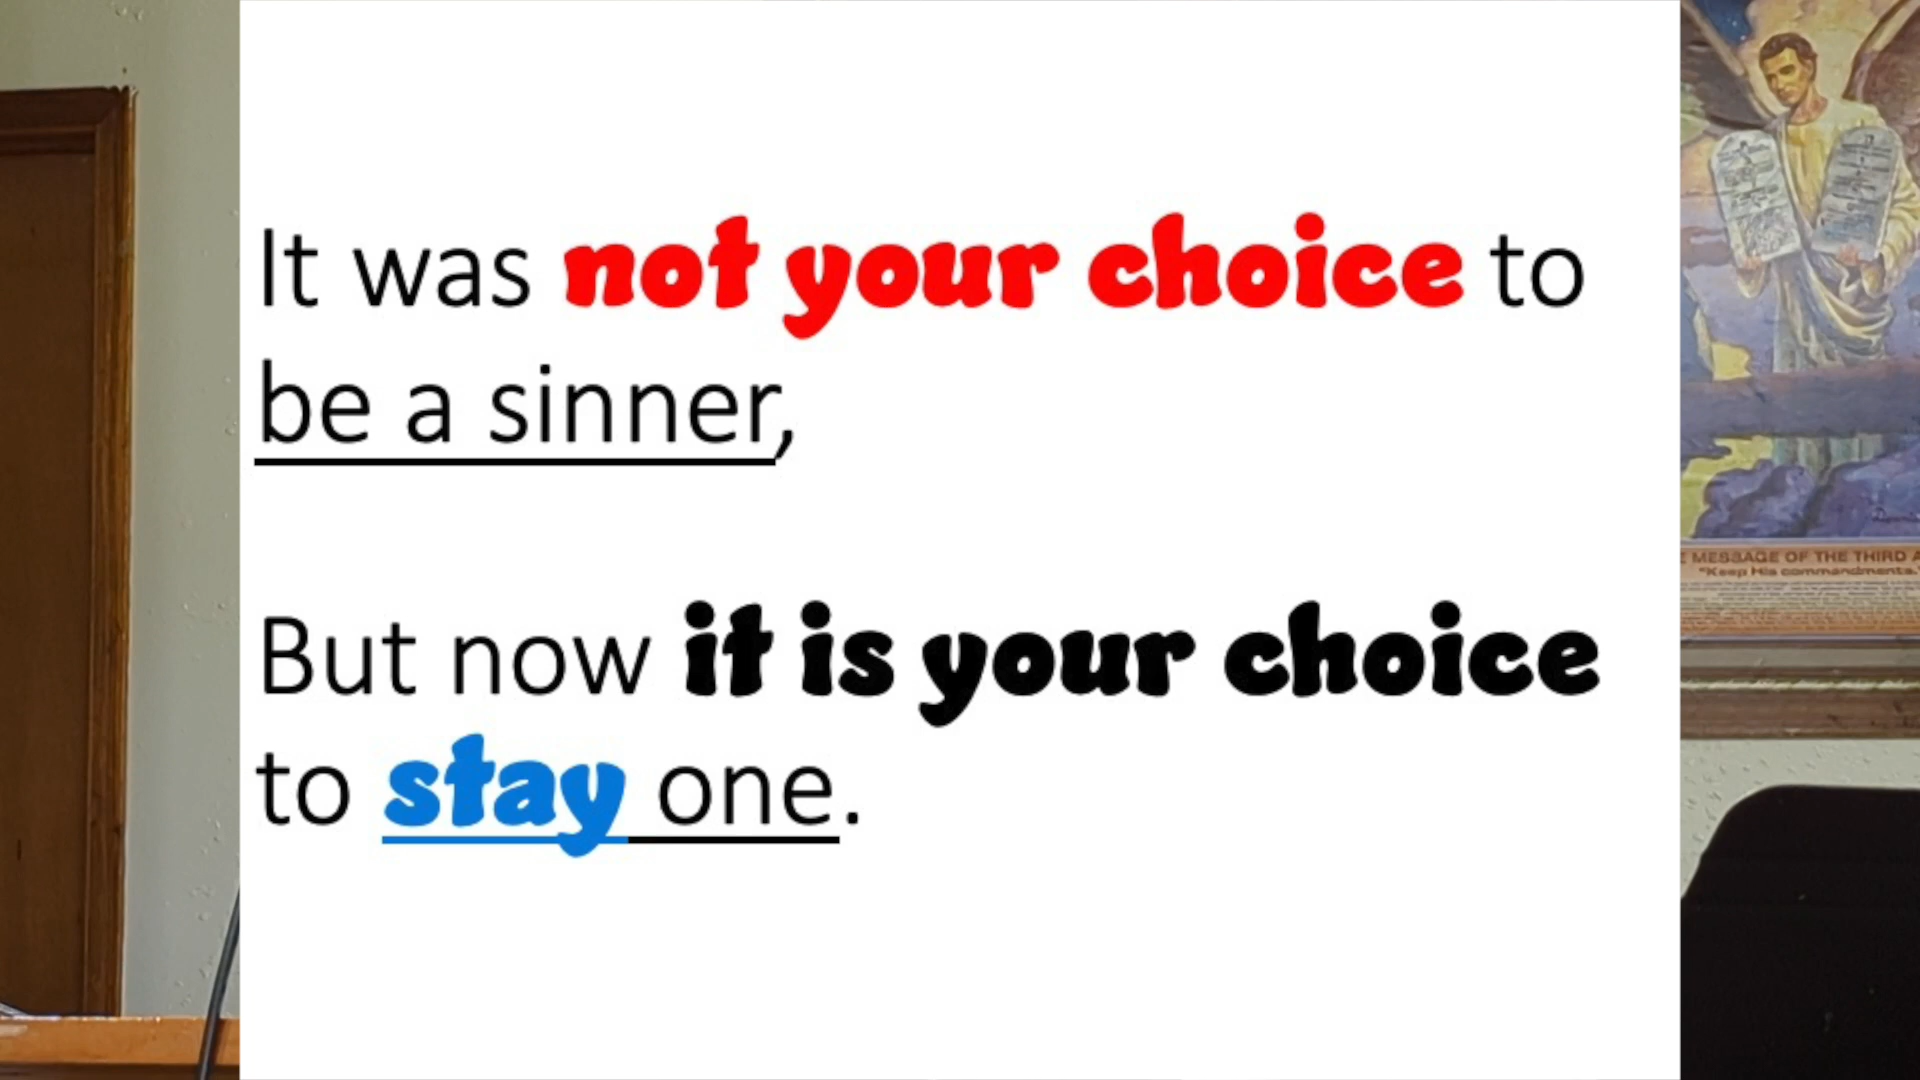 It was not your choice to
be a sinner,
But now it is your choice
to stay one.
MESSAGE OF THE THIRD
"Keep His commandments."